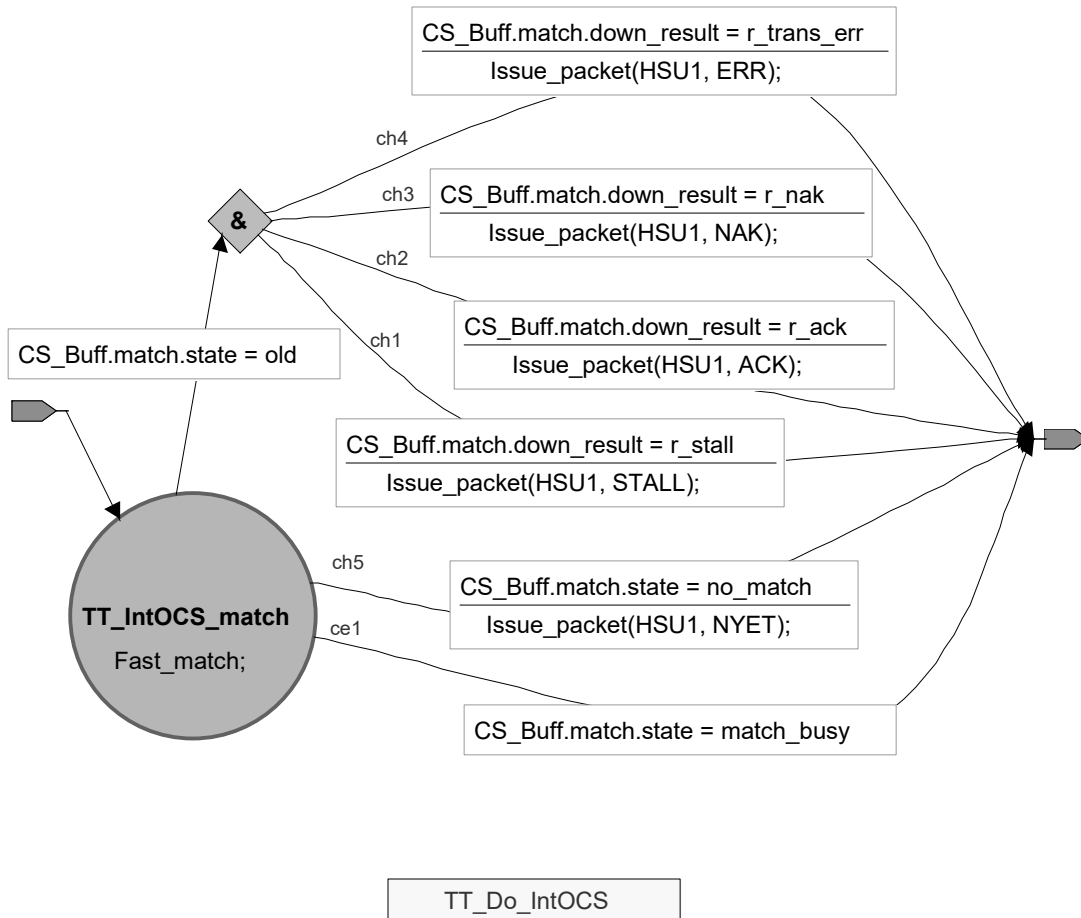 CS_Buff.match.down_result = r_trans_err
Issue_packet(HSU1, ERR);
ch4
ch3
CS_Buff.match.down_result = r_nak
Issue_packet(HSU1, NAK);
&
ch2
CS_Buff.match.down_result = r_ack
Issue_packet(HSU1, ACK);
ch1
CS_Buff.match.state = old
CS_Buff.match.down_result = r_stall
Issue_packet(HSU1, STALL);
ch5
CS_Buff.match.state = no_match
Issue_packet(HSU1, NYET);
TT_IntOCS_match
Fast_match;
ce1
CS_Buff.match.state = match_busy
TT_Do_IntOCS